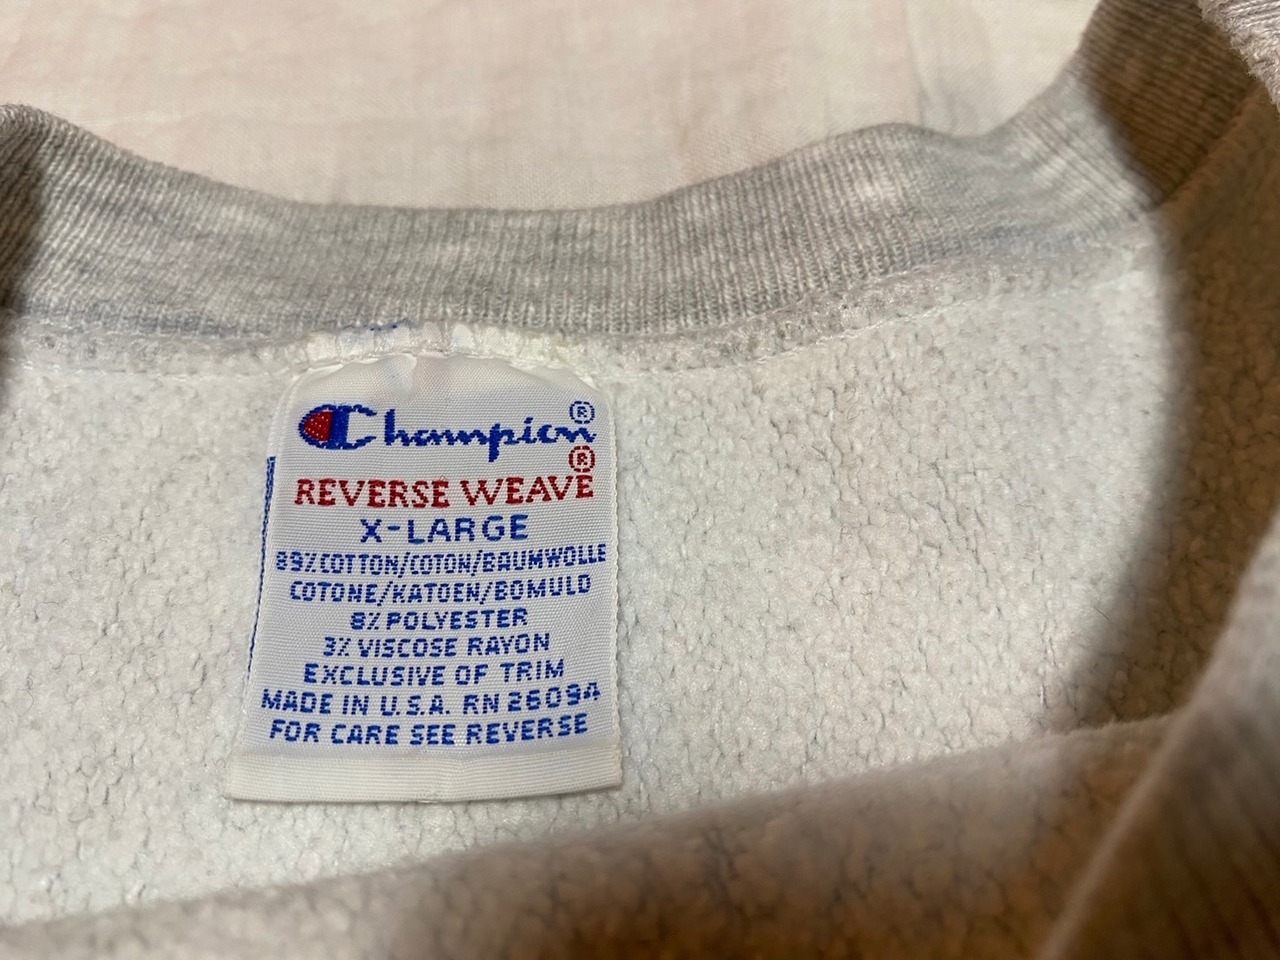 Champion®
®
REVERSE WEAVE
X-LARGE
89% COTTON/COTON/BAUMWOLLE
COTONE/KATOEN/BOMULD
8% POLYESTER
3% VISCOSE RAYON
EXCLUSIVE OF TRIM
MADE IN U.S.A. RN 26094
FOR CARE SEE REVERSE